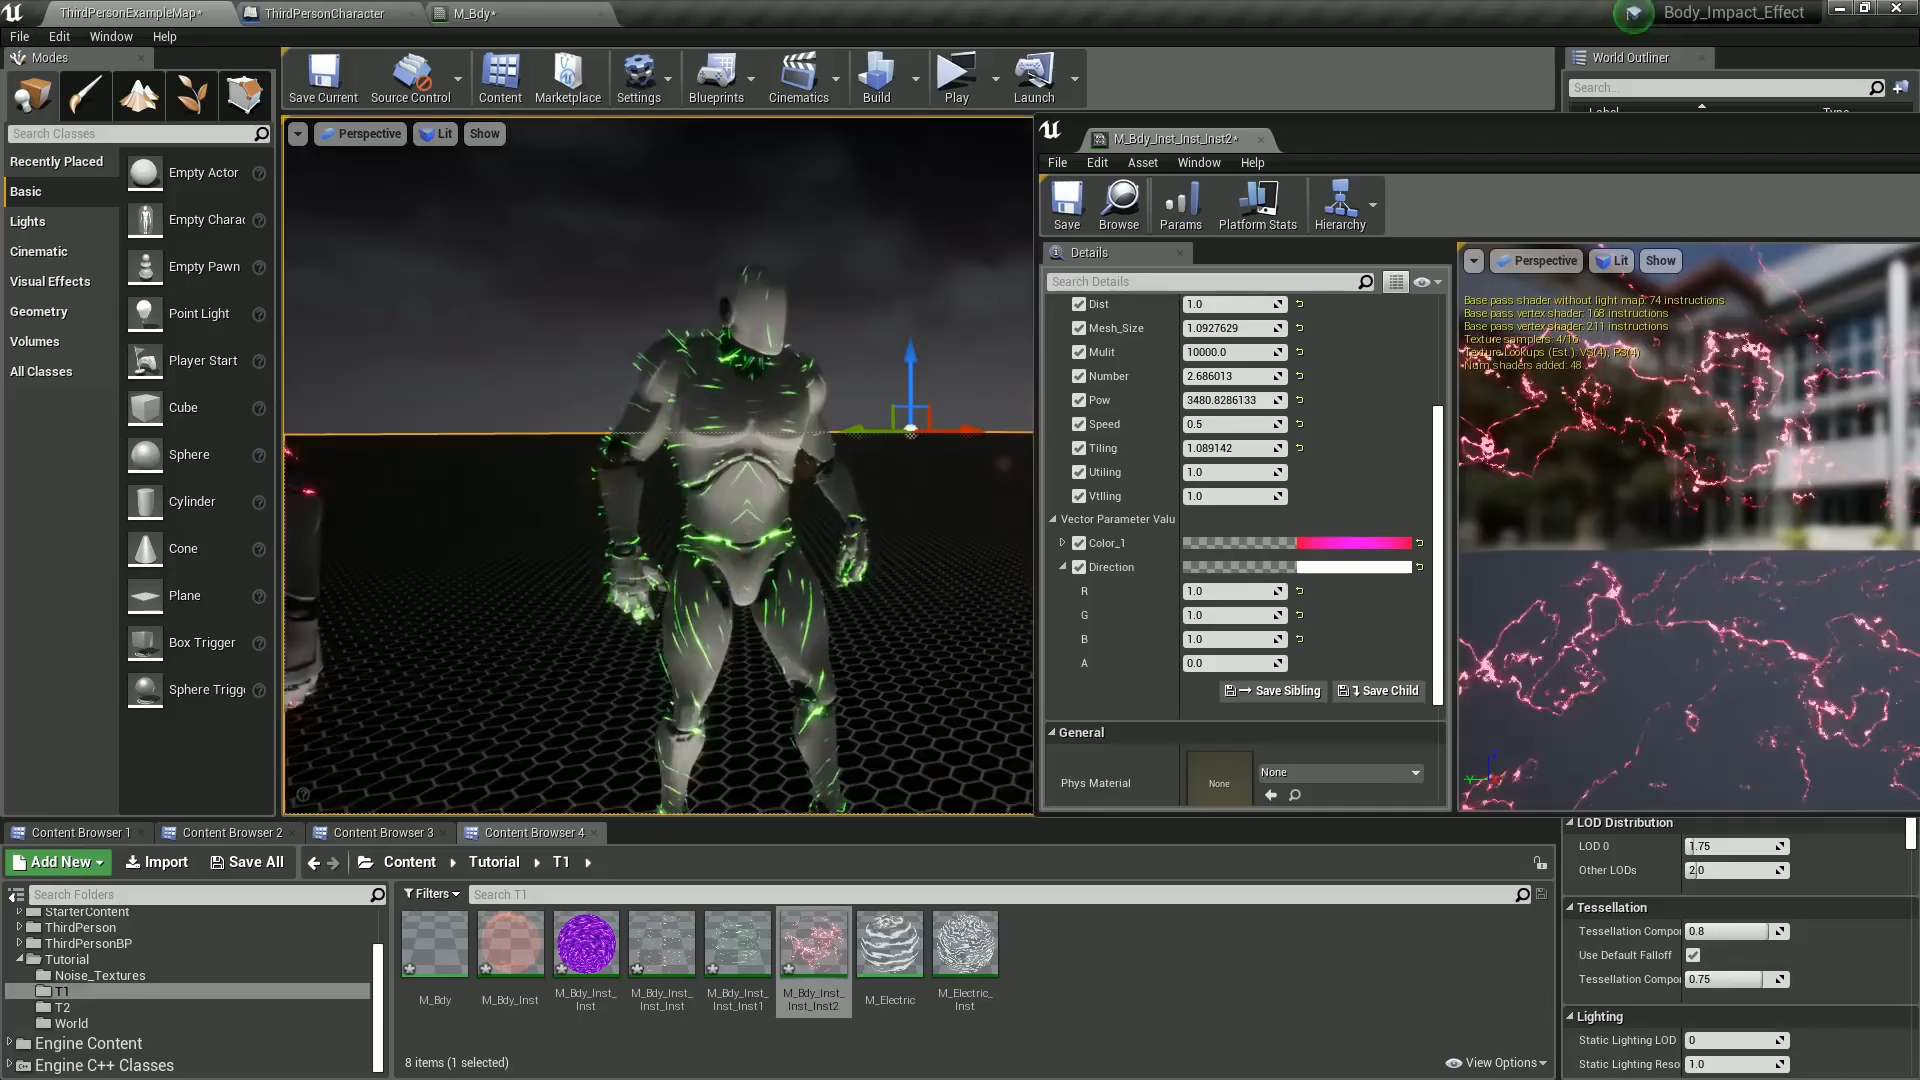 ThirdPersonExampleMap*
ThirdPersonCharacter
M_Bdy*
Body_Impact_Effect
File Edit Window Help
Modes
Save Current
Source Control
Content
Marketplace
Settings
Blueprints
Cinematics
Build
Play
Launch
World Outliner
Search...
Label
Type
Search Classes
Recently Placed
Basic
Lights
Cinematic
Visual Effects
Geometry
Volumes
All Classes
Empty Actor
Empty Charac
Empty Pawn
Point Light
Player Start
Cube
Sphere
Cylinder
Cone
Plane
Box Trigger
Sphere Trigge
Perspective Lit Show
M_Bdy_Inst_Inst_Inst2*
File Edit Asset Window Help
Save
Browse
Params
Platform Stats
Hierarchy
Details
Search Details
Dist 1.0
Mesh_Size 1.0927629
Mulit 10000.0
Number 2.686013
Pow 3480.8286133
Speed 0.5
Tiling 1.089142
Utiling 1.0
Vtlling 1.0
Vector Parameter Valu
Color_1
Direction
R 1.0
G 1.0
B 1.0
A 0.0
Save Sibling
Save Child
General
Phys Material
None
None
Perspective Lit Show
Base pass shader without light map: 74 instructions
Base pass vertex shader: 168 instructions
Base pass vertex shader: 211 instructions
Texture samplers: 4/16
Texture Lookups (Est.): VS(4), PS(4)
Num shaders added: 48
Content Browser 1
Content Browser 2
Content Browser 3
Content Browser 4
Add New
Import
Save All
Content
Tutorial
T1
Search Folders
Filters
Search T1
StarterContent
ThirdPerson
ThirdPersonBP
Tutorial
Noise_Textures
T1
T2
World
Engine Content
Engine C++ Classes
M_Bdy
M_Bdy_Inst
M_Bdy_Inst_
Inst
M_Bdy_Inst_
Inst_Inst
M_Bdy_Inst_
Inst_Inst1
M_Bdy_Inst_
Inst_Inst2
M_Electric
M_Electric_
Inst
8 items (1 selected)
View Options
LOD Distribution
LOD 0 1.75
Other LODs 2.0
Tessellation
Tessellation Compor 0.8
Use Default Falloff
Tessellation Compor 0.75
Lighting
Static Lighting LOD 0
Static Lighting Reso 1.0